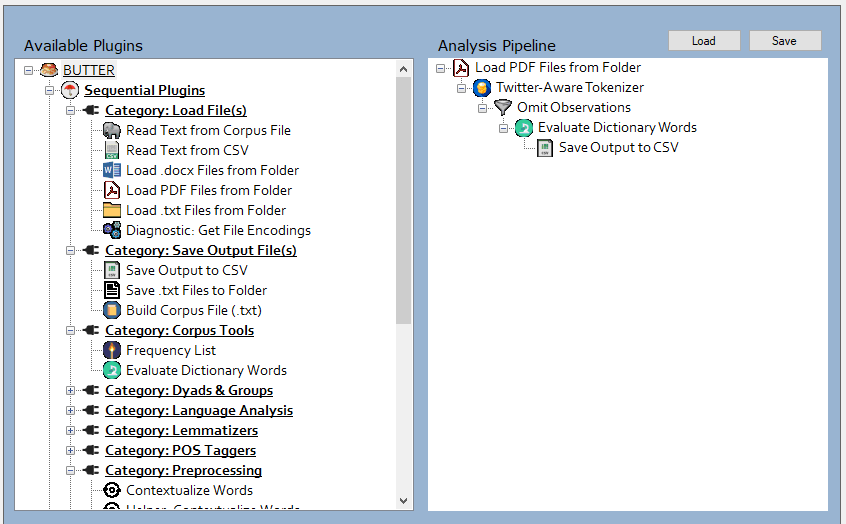 Available Plugins
BUTTER
Sequential Plugins
Category: Load File(s)
Read Text from Corpus File
Read Text from CSV
Load .docx Files from Folder
Load PDF Files from Folder
Load .txt Files from Folder
Diagnostic: Get File Encodings
Category: Save Output File(s)
Save Output to CSV
Save .txt Files to Folder
Build Corpus File (.txt)
Category: Corpus Tools
Frequency List
Evaluate Dictionary Words
Category: Dyads & Groups
Category: Language Analysis
Category: Lemmatizers
Category: POS Taggers
Category: Preprocessing
Contextualize Words
Analysis Pipeline
Load
Save
Load PDF Files from Folder
Twitter-Aware Tokenizer
Omit Observations
Evaluate Dictionary Words
Save Output to CSV